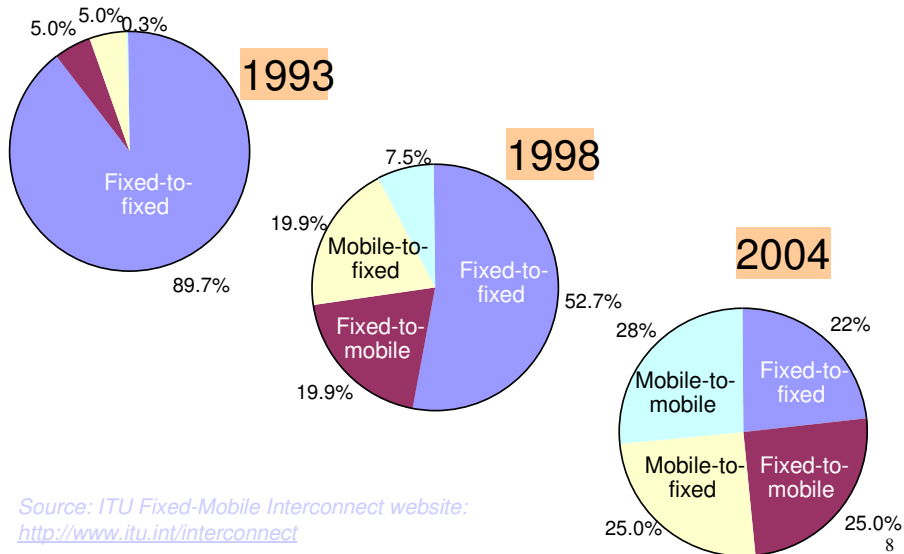 5.0%
5.0%
0.3%
1993
Fixed-to-
fixed
89.7%
1998
7.5%
19.9%
Mobile-to-
fixed
Fixed-to-
fixed
52.7%
Fixed-to-
mobile
19.9%
2004
28%
22%
Mobile-to-
mobile
Fixed-to-
fixed
Mobile-to-
fixed
Fixed-to-
mobile
25.0%
25.0%
Source: ITU Fixed-Mobile Interconnect website:
http://www.itu.int/interconnect
8